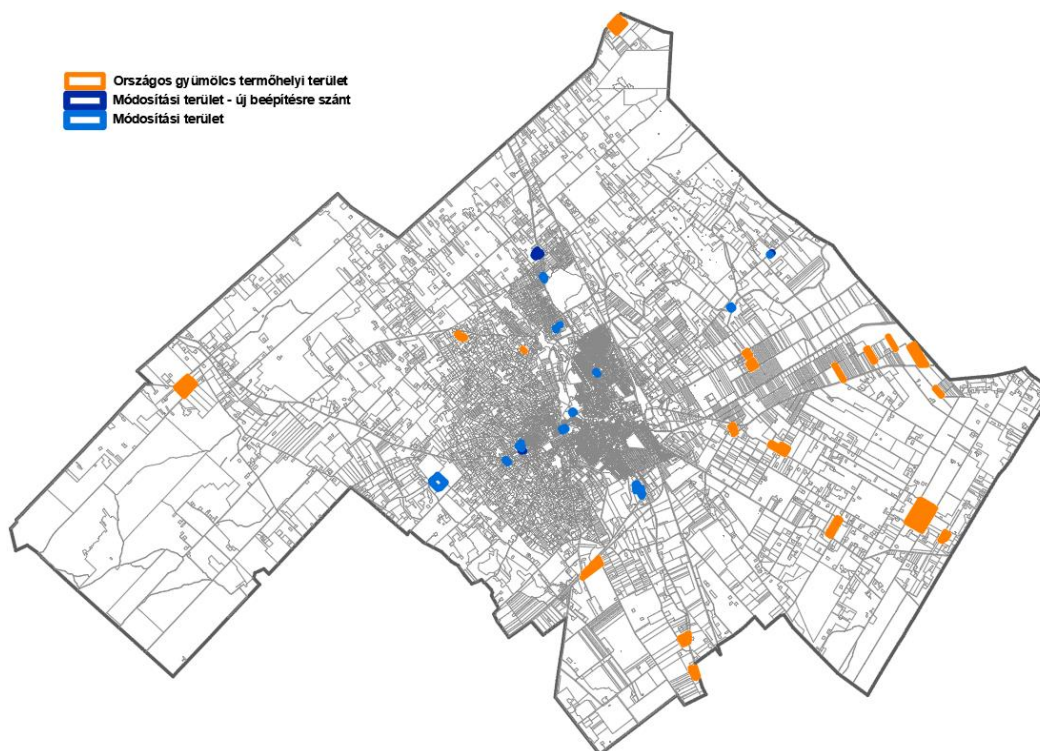 Országos gyümölcs termőhelyi terület
Módosítási terület - új beépítésre szánt
Módosítási terület